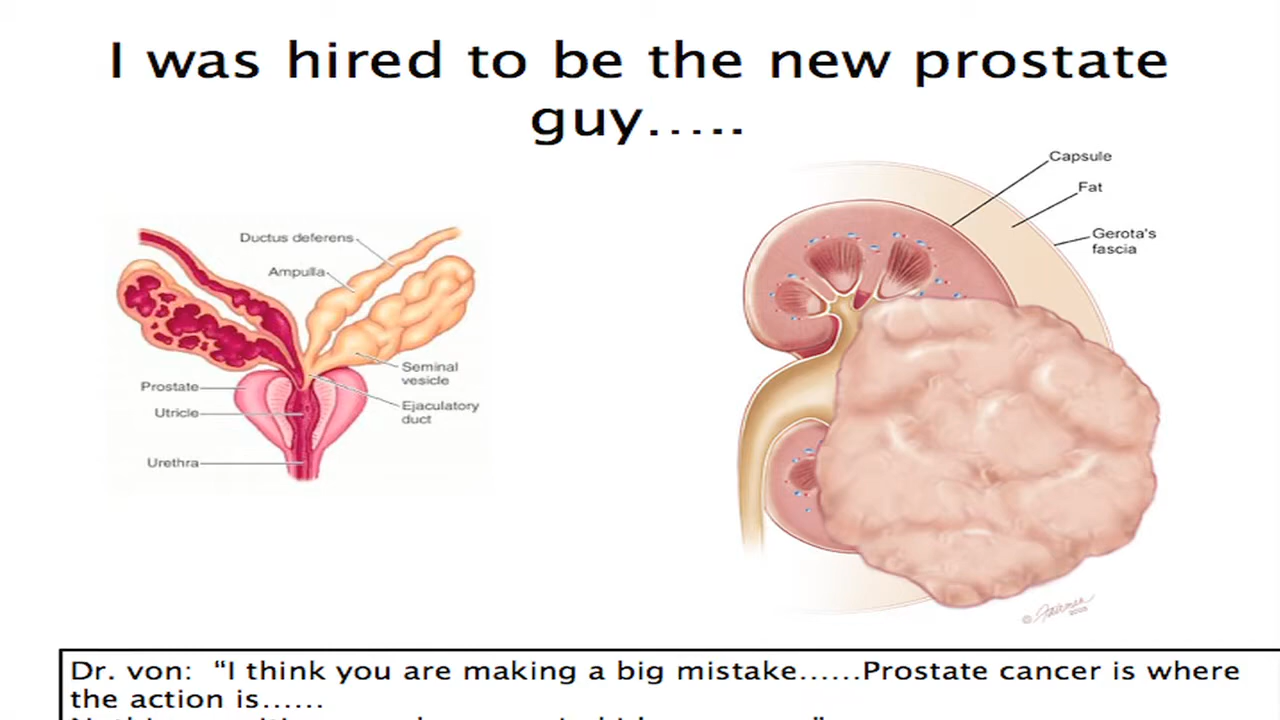 I was hired to be the new prostate
guy.....
Capsule
Fat
Gerota's
fascia
Ductus deferens
Ampulla
Seminal
vesicle
Prostate
Utricle
Ejaculatory
duct
Urethra
Dr. von: “I think you are making a big mistake......Prostate cancer is where
the action is......